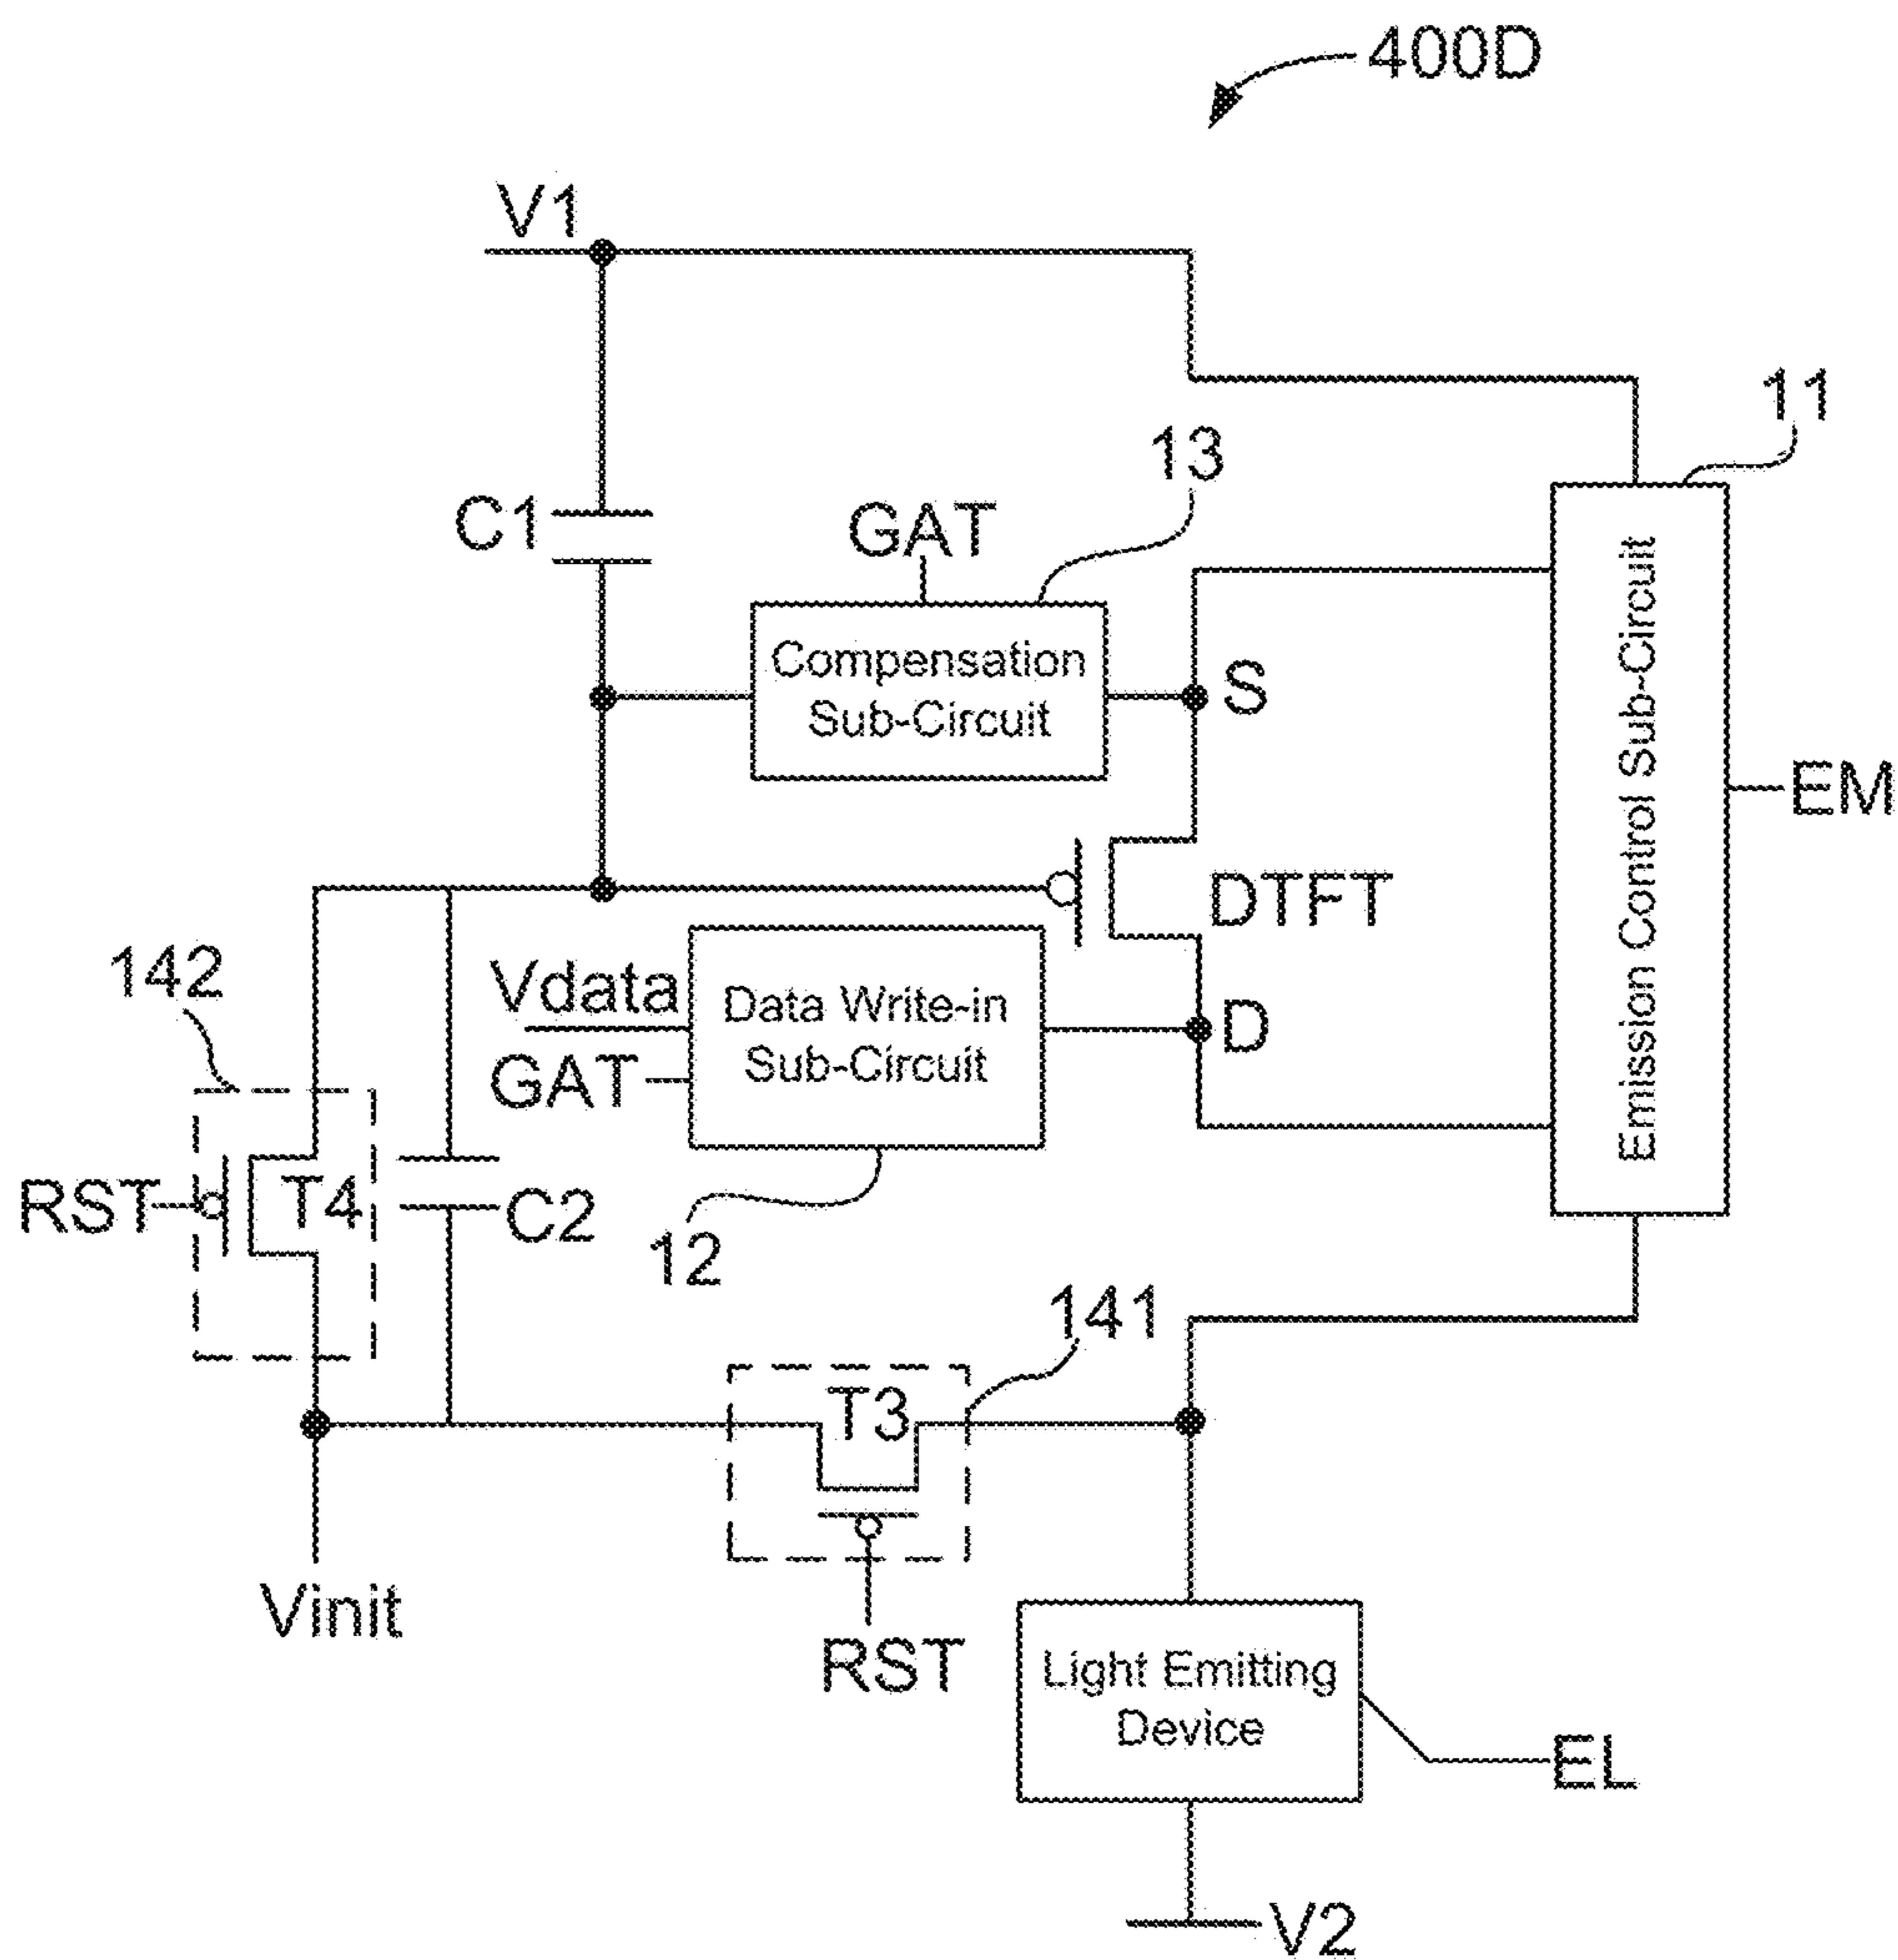 400D
V1
11
13
C1
GAT
Compensation
Sub-Circuit
S
Emission Control Sub-Circuit
EM
DTFT
142
Vdata
Data Write-in
Sub-Circuit
D
GAT
RST
T4
C2
12
141
T3
Vinit
RST
Light Emitting
Device
EL
V2